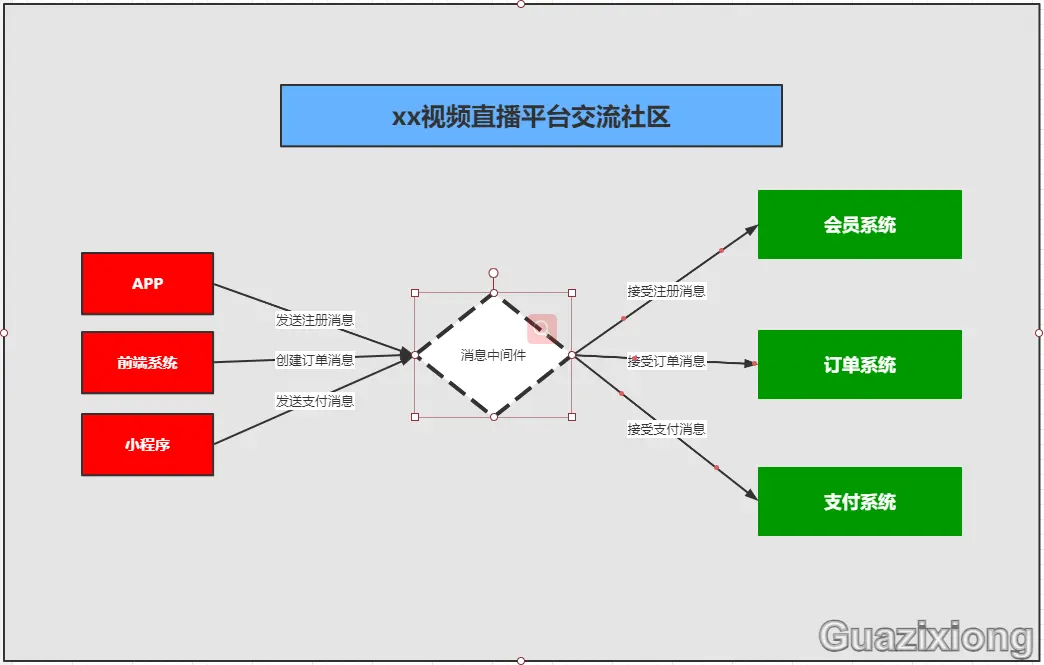 xx视频直播平台交流社区
APP
前端系统
小程序
发送注册消息
创建订单消息
发送支付消息
消息中间件
接受注册消息
接受订单消息
接受支付消息
会员系统
订单系统
支付系统
Guazixiong